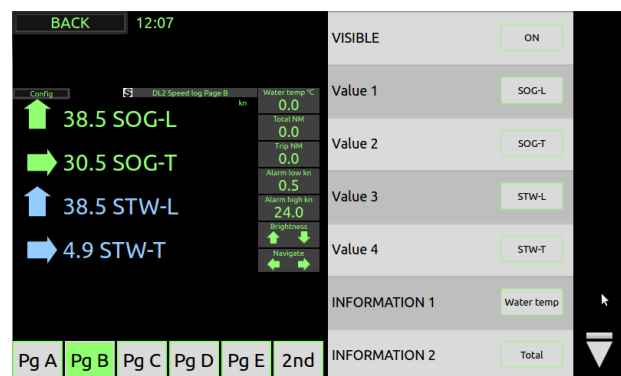 BACK 12:07
Config
S DL2 Speed log Page B
kn
38.5 SOG-L
30.5 SOG-T
38.5 STW-L
4.9 STW-T
Water temp °C
0.0
Total NM
0.0
Trip NM
0.0
Alarm low kn
0.5
Alarm high kn
24.0
Brightness
Navigate
Pg A Pg B Pg C Pg D Pg E 2nd
VISIBLE ON
Value 1 SOG-L
Value 2 SOG-T
Value 3 STW-L
Value 4 STW-T
INFORMATION 1 Water temp
INFORMATION 2 Total